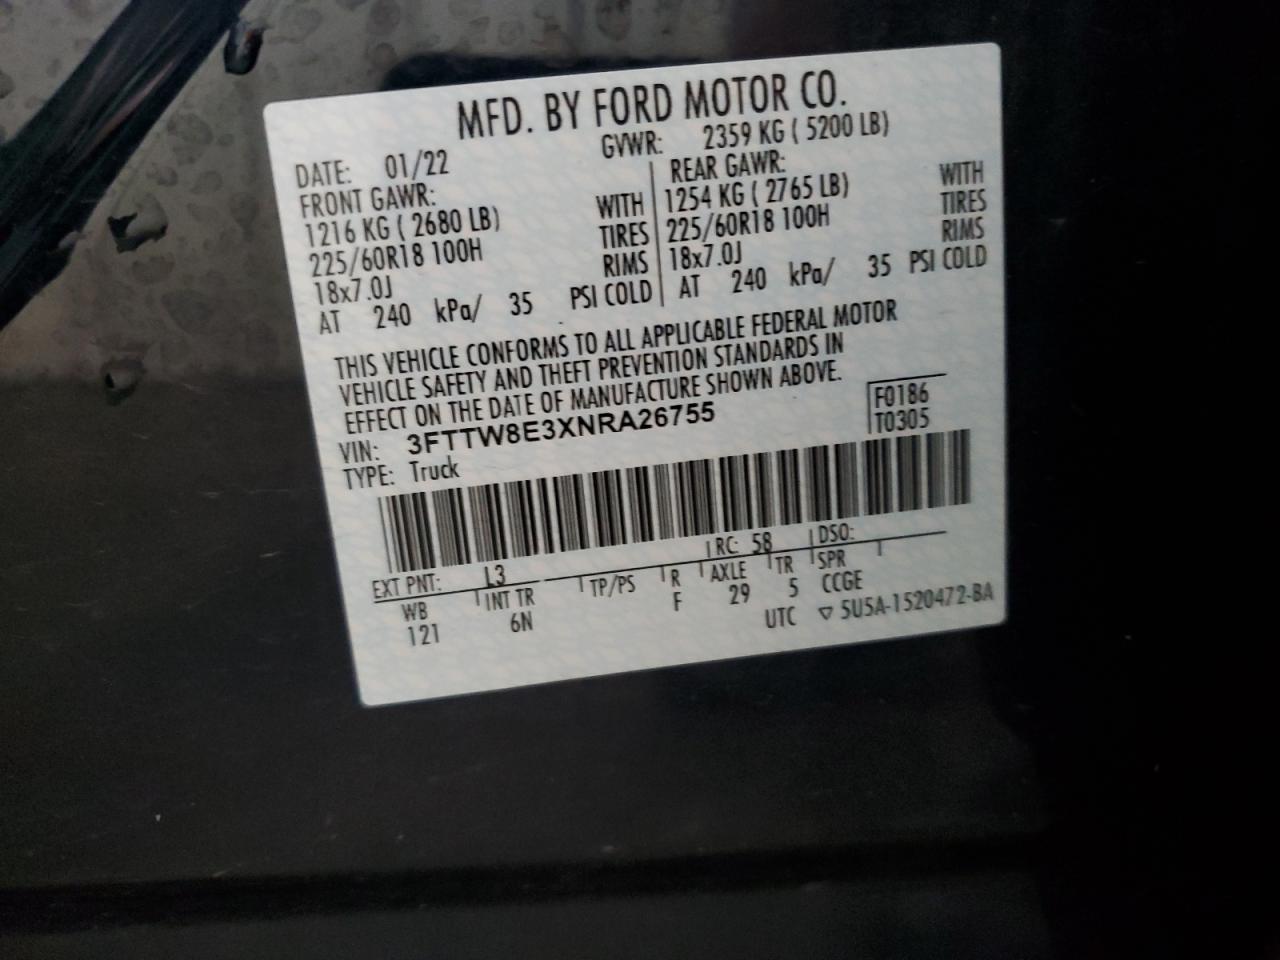 MFD. BY FORD MOTOR CO.
DATE: 01/22 GVWR: 2359 KG ( 5200 LB)
FRONT GAWR: REAR GAWR:
1216 KG ( 2680 LB) WITH 1254 KG ( 2765 LB) WITH
225/60R18 100H TIRES 225/60R18 100H TIRES
18x7.0J RIMS 18x7.0J RIMS
AT 240 kPa/ 35 PSI COLD AT 240 kPa/ 35 PSI COLD
THIS VEHICLE CONFORMS TO ALL APPLICABLE FEDERAL MOTOR
VEHICLE SAFETY AND THEFT PREVENTION STANDARDS IN
EFFECT ON THE DATE OF MANUFACTURE SHOWN ABOVE.
VIN: 3FTTW8E3XNRA26755 F0186
TYPE: Truck T0305
EXT PNT: L3 RC: 58 DSO:
WB INT TR TP/PS R AXLE TR SPR
121 6N F 29 5 CCGE
UTC ▽ 5U5A-1520472-BA